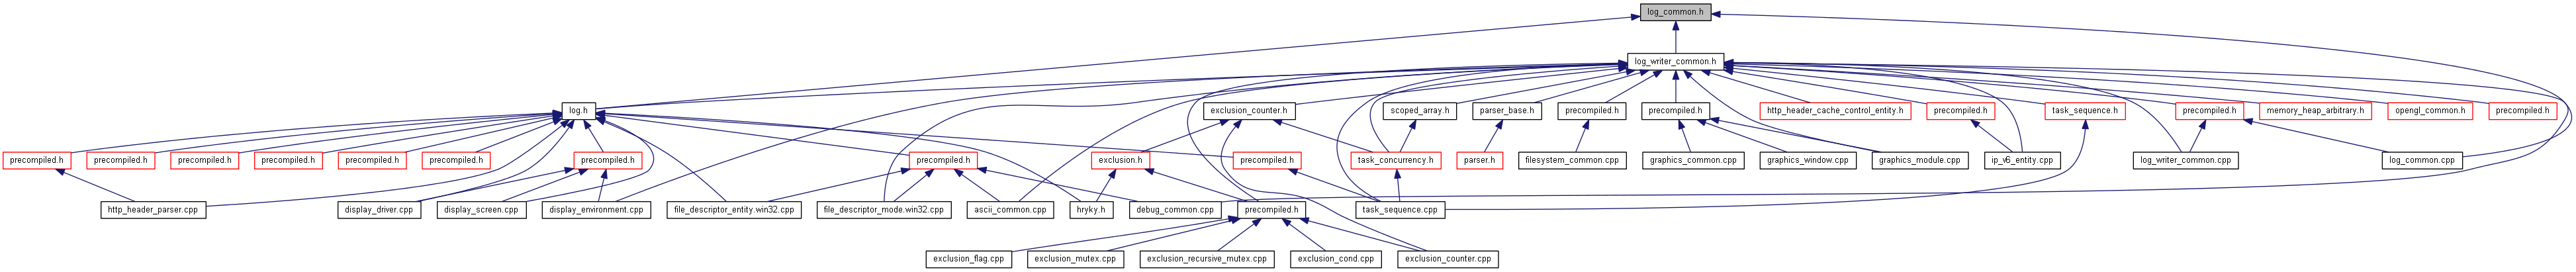 log_common.h
log_writer_common.h
log.h
exclusion_counter.h
scoped_array.h
parser_base.h
precompiled.h
precompiled.h
http_header_cache_control_entity.h
precompiled.h
task_sequence.h
precompiled.h
memory_heap_arbitrary.h
opengl_common.h
precompiled.h
precompiled.h
precompiled.h
precompiled.h
precompiled.h
precompiled.h
precompiled.h
precompiled.h
precompiled.h
exclusion.h
precompiled.h
task_concurrency.h
parser.h
filesystem_common.cpp
graphics_common.cpp
graphics_window.cpp
graphics_module.cpp
ip_v6_entity.cpp
log_writer_common.cpp
log_common.cpp
http_header_parser.cpp
display_driver.cpp
display_screen.cpp
display_environment.cpp
file_descriptor_entity.win32.cpp
file_descriptor_mode.win32.cpp
ascii_common.cpp
hryky.h
debug_common.cpp
precompiled.h
task_sequence.cpp
exclusion_flag.cpp
exclusion_mutex.cpp
exclusion_recursive_mutex.cpp
exclusion_cond.cpp
exclusion_counter.cpp